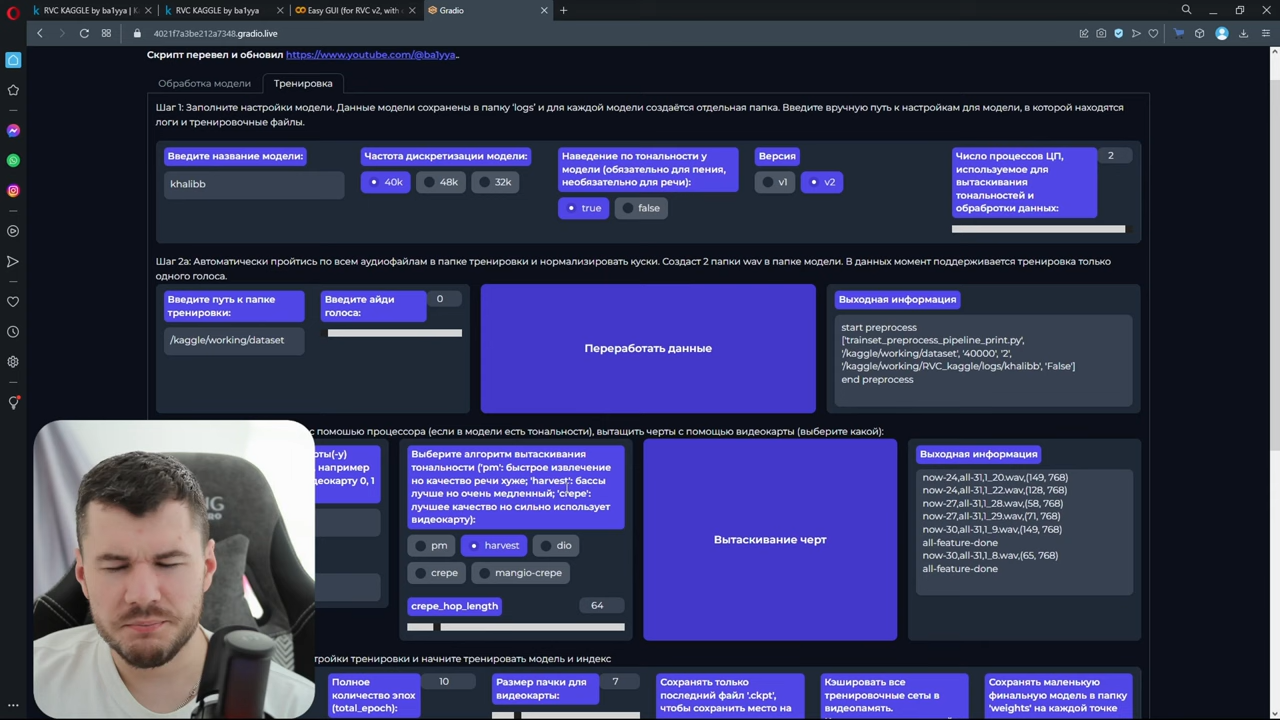 RVC KAGGLE by ba1yya | K
RVC KAGGLE by ba1yya
Easy GUI (for RVC v2, with c
Gradio
4021f7a3be212a7348.gradio.live
Скрипт перевел и обновил https://www.youtube.com/@ba1yya..
Обработка модели
Тренировка
Шаг 1: Заполните настройки модели. Данные модели сохранены в папку 'logs' и для каждой модели создаётся отдельная папка. Введите вручную путь к настройкам для модели, в которой находятся
логи и тренировочные файлы.
Введите название модели:
khalibb
Частота дискретизации модели:
40k
48k
32k
Наведение по тональности у
модели (обязательно для пения,
необязательно для речи):
true
false
Версия
v1
v2
Число процессов ЦП,
используемое для
вытаскивания
тональностей и
обрабротки данных:
2
Шаг 2a: Автоматически пройтись по всем аудиофайлам в папке тренировки и нормализировать куски. Создаст 2 папки wav в папке модели. В данных момент поддерживается тренировка только
одного голоса.
Введите путь к папке
тренировки:
/kaggle/working/dataset
Введите айди
голоса:
0
Переработать данные
Выходная информация
start preprocess
['trainset_preprocess_pipeline_print.py',
'/kaggle/working/dataset', '40000', '2',
'/kaggle/working/RVC_kaggle/logs/khalibb', 'False']
end preprocess
с помошью процессора (если в модели есть тональности), вытащить черты с помощью видеокарты (выберите какой):
рты(-у)
например
идеокарту 0, 1
Выберите алгоритм вытаскивания
тональности ('pm': быстрое извлечение
но качество речи хуже; 'harvest': бассы
лучше но очень медленный; 'crepe':
лучшее качество но сильно использует
видеокарту):
pm
harvest
dio
crepe
mangio-crepe
crepe_hop_length
64
Вытаскивание черт
Выходная информация
now-24,all-31,1_20.wav,(149, 768)
now-24,all-31,1_22.wav,(128, 768)
now-27,all-31,1_28.wav,(58, 768)
now-27,all-31,1_29.wav,(71, 768)
now-30,all-31,1_9.wav,(149, 768)
all-feature-done
now-30,all-31,1_8.wav,(65, 768)
all-feature-done
тройки тренировки и начните тренировать модель и индекс
Полное
количество эпох
(total_epoch):
10
Размер пачки для
видеокарты:
7
Сохранять только
последний файл '.ckpt',
чтобы сохранить место на
Кэшировать все
тренировочные сеты в
видеопамять.
Сохранять маленькую
финальную модель в папку
'weights' на каждой точке